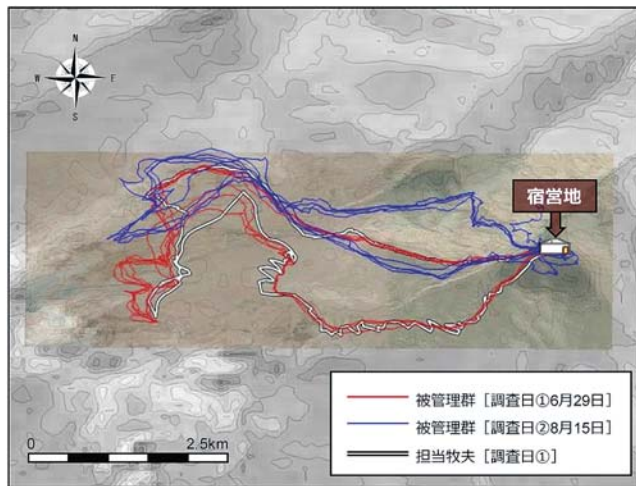 N
W E
S
宿営地
被管理群［調査日①6月29日］
被管理群［調査日②8月15日］
担当牧夫［調査日①］
0 2.5km